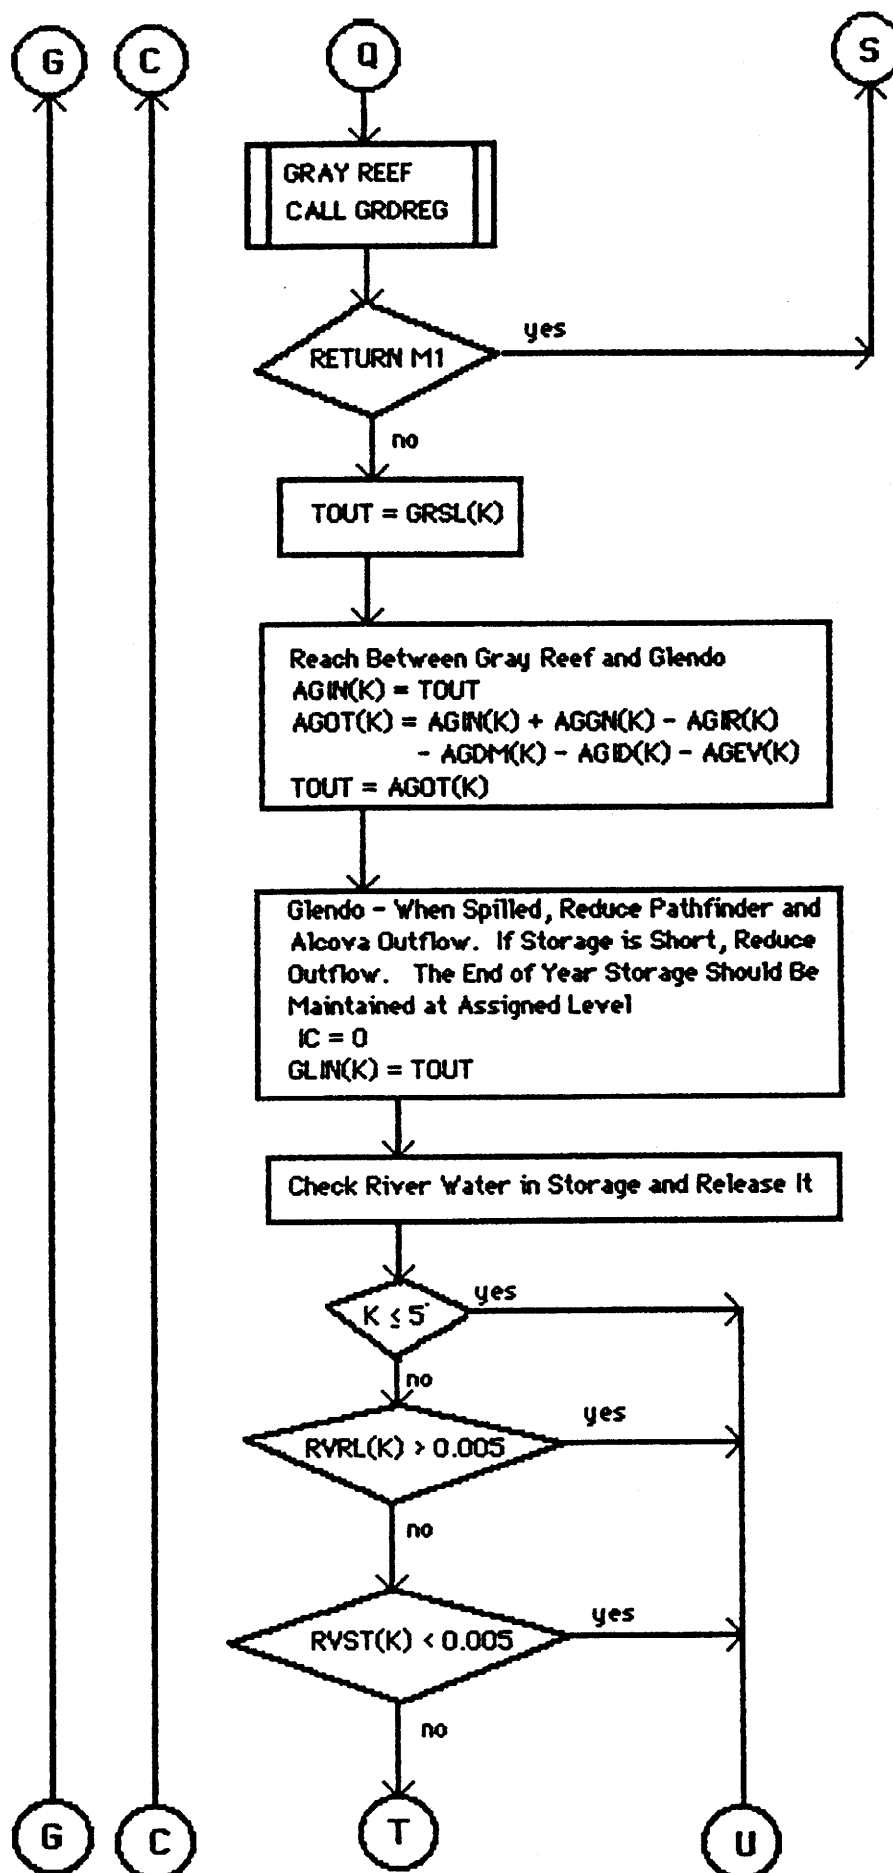 G
C
Q
S
GRAY REEF
CALL GRDREG
yes
RETURN M1
no
TOUT = GRSL(K)
Reach Between Gray Reef and Glendo
AGIN(K) = TOUT
AGOT(K) = AGIN(K) + AGGN(K) - AGIR(K)
- AGDM(K) - AGID(K) - AGEV(K)
TOUT = AGOT(K)
Glendo - When Spilled, Reduce Pathfinder and
Alcova Outflow. If Storage is Short, Reduce
Outflow. The End of Year Storage Should Be
Maintained at Assigned Level
IC = 0
GLIN(K) = TOUT
Check River Water in Storage and Release It
yes
K ≤ 5
no
yes
RVRL(K) > 0.005
no
yes
RVST(K) < 0.005
no
G
C
T
U